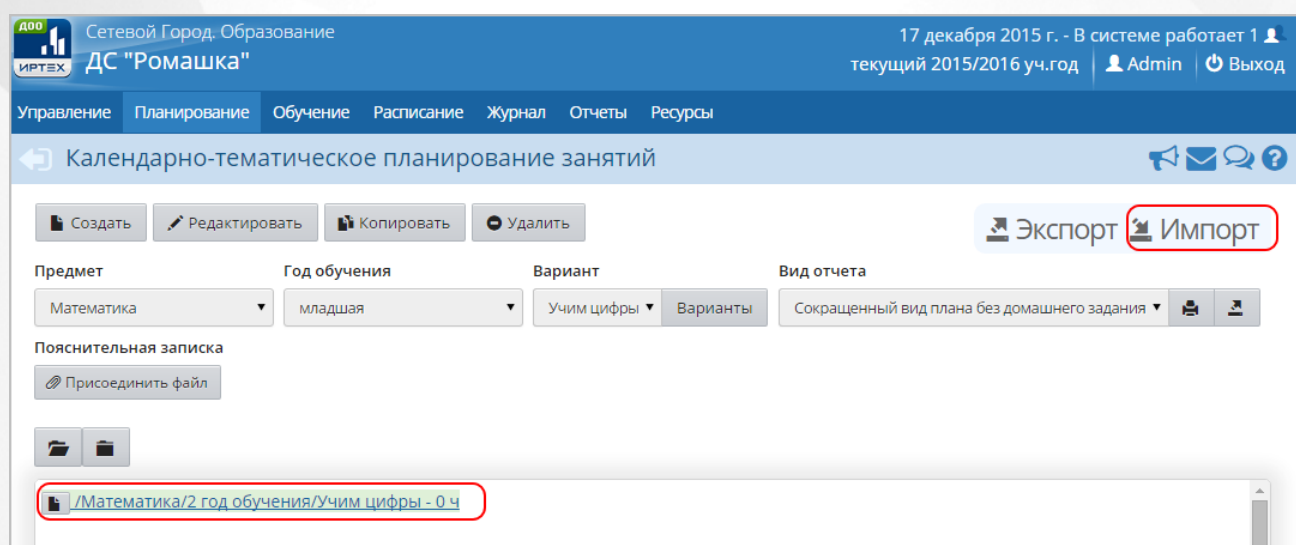 ДОО
ИРТЕХ
Сетевой Город. Образование
ДС "Ромашка"
17 декабря 2015 г. - В системе работает 1
текущий 2015/2016 уч.год Admin Выход
Управление Планирование Обучение Расписание Журнал Отчеты Ресурсы
Календарно-тематическое планирование занятий
Создать Редактировать Копировать Удалить Экспорт Импорт
Предмет Год обучения Вариант Вид отчета
Математика младшая Учим цифры Варианты Сокращенный вид плана без домашнего задания
Пояснительная записка
Присоединить файл
/Математика/2 год обучения/Учим цифры - 0 ч